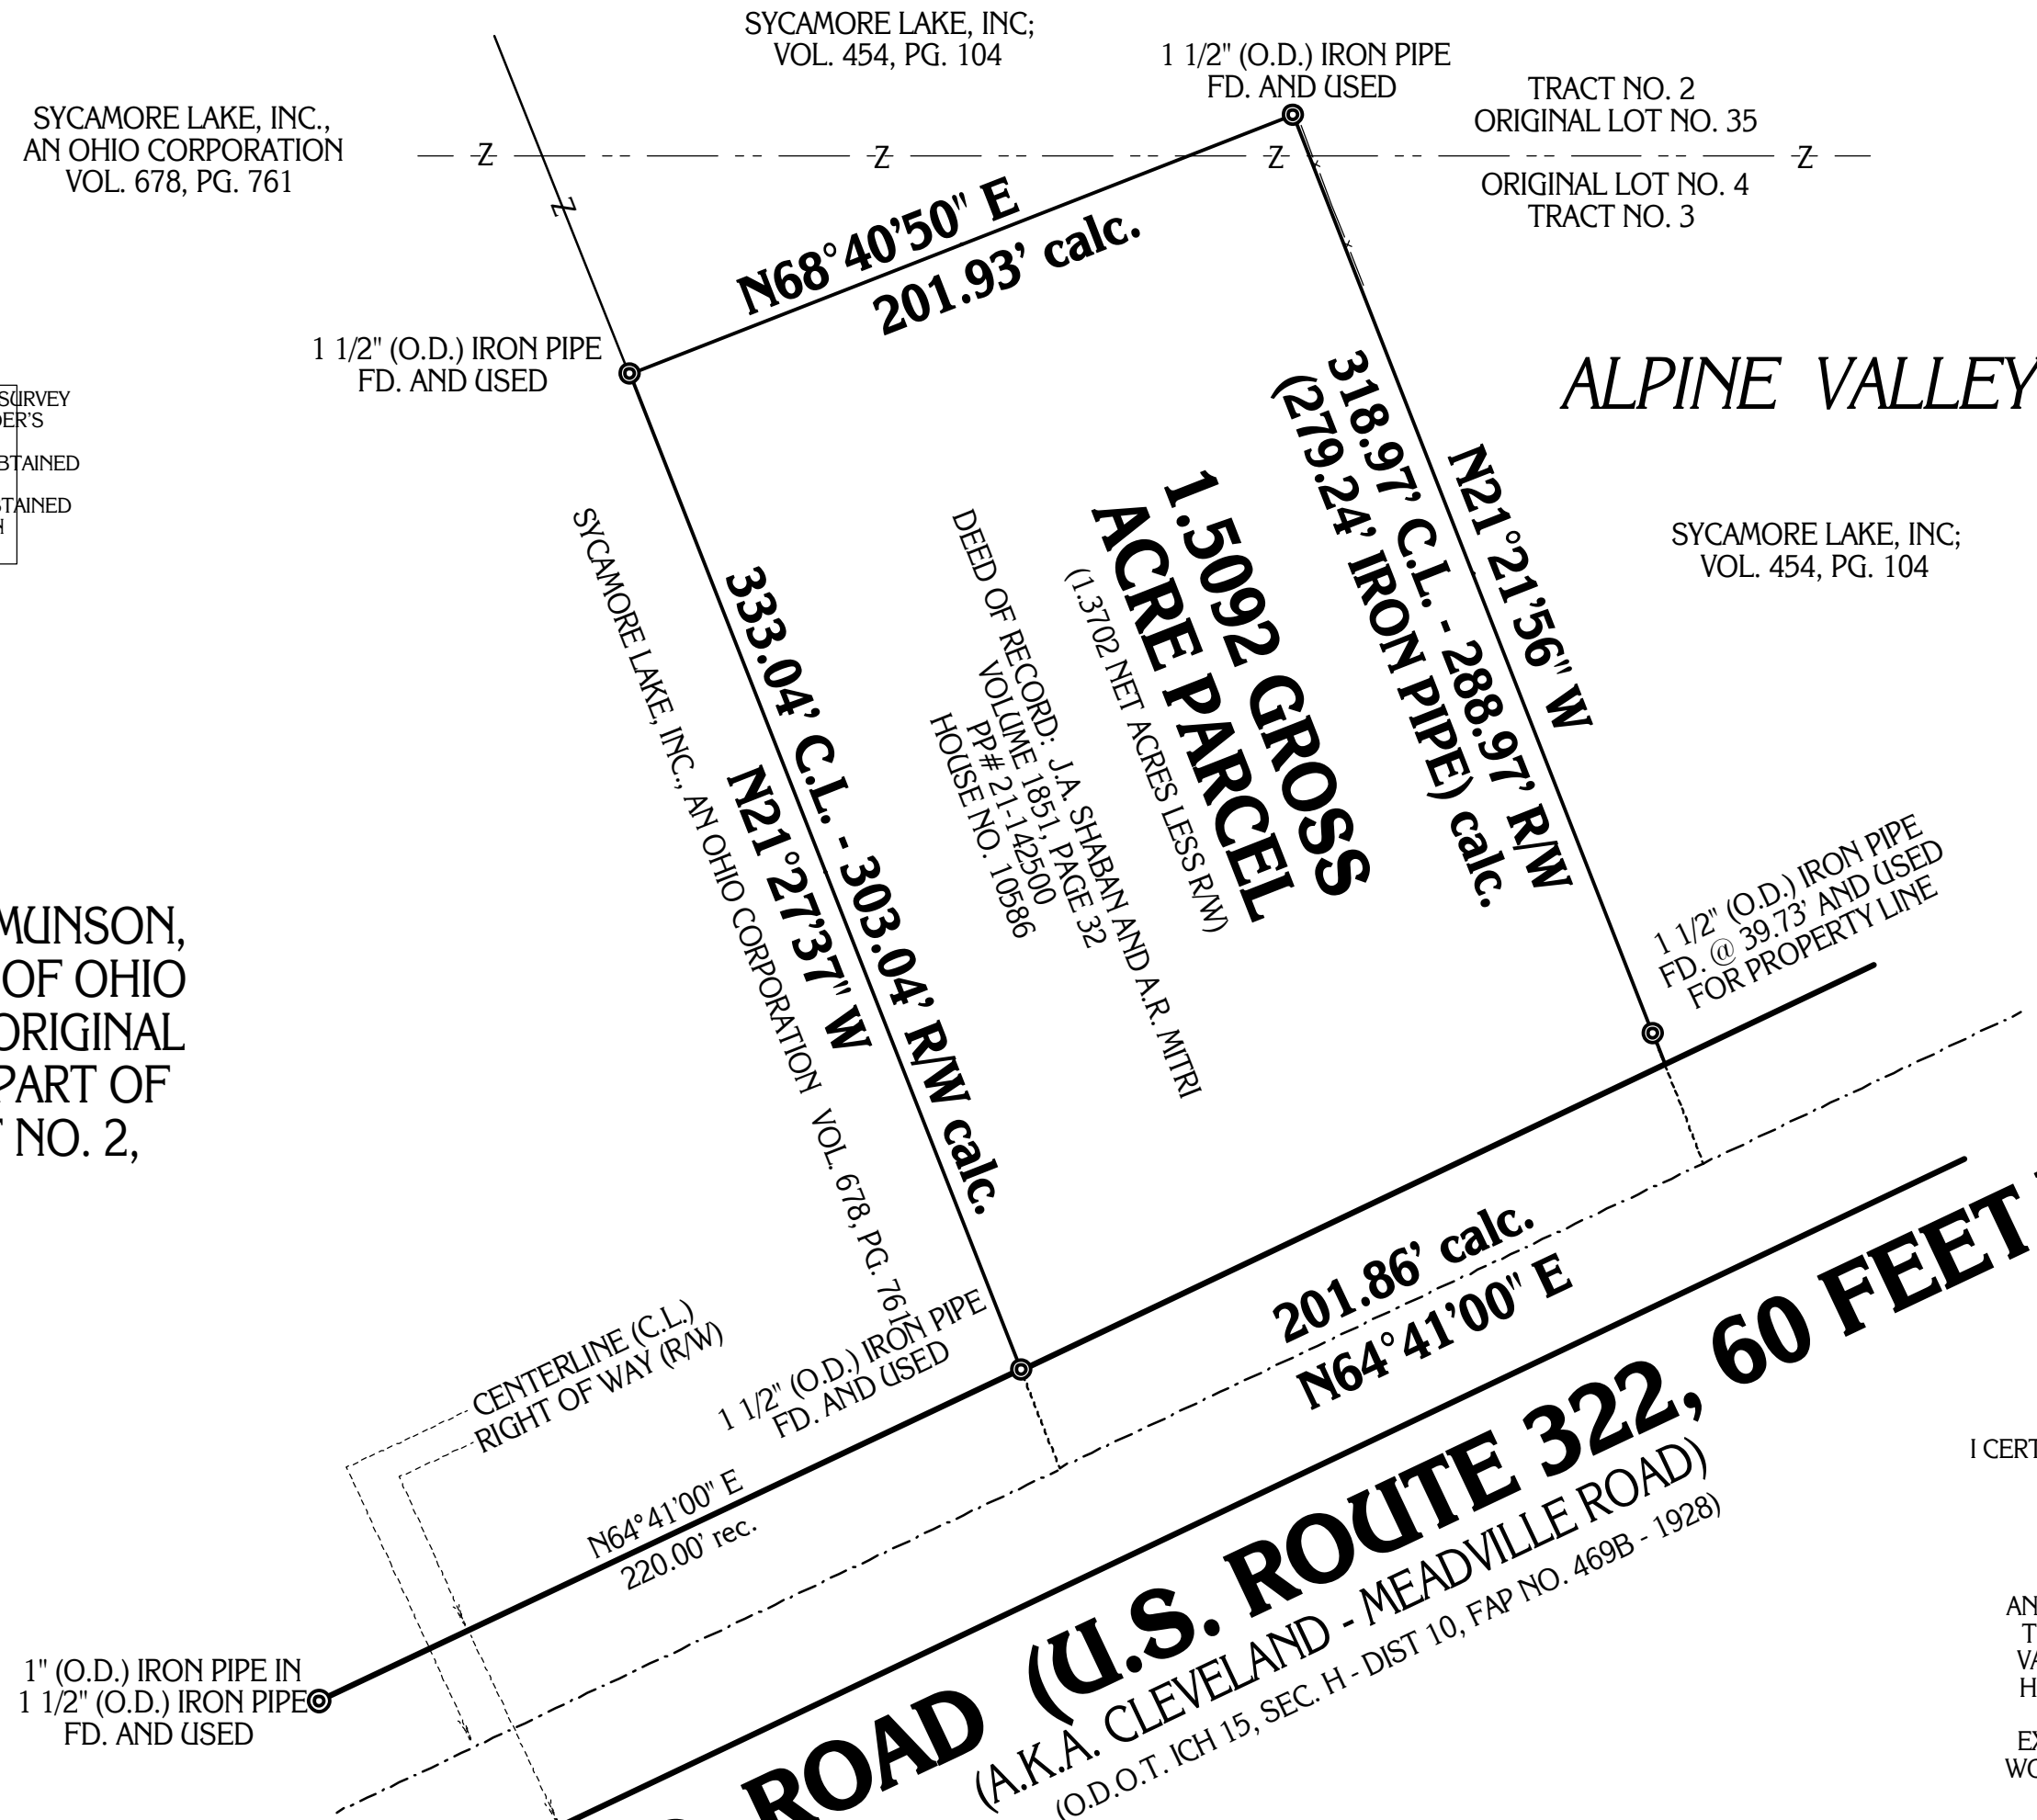 SYCAMORE LAKE, INC;
VOL. 454, PG. 104
1 1/2" (O.D.) IRON PIPE
FD. AND USED
TRACT NO. 2
ORIGINAL LOT NO. 35
SYCAMORE LAKE, INC.,
AN OHIO CORPORATION
VOL. 678, PG. 761
Z
Z
Z
Z
Z
ORIGINAL LOT NO. 4
TRACT NO. 3
N68°40'50" E
201.93' calc.
1 1/2" (O.D.) IRON PIPE
FD. AND USED
SURVEY
DER'S
BTAINED
TAINED
ALPINE VALLEY
SYCAMORE LAKE, INC;
VOL. 454, PG. 104
N21°21'56" W
318.97' C.L. - 288.97' R/W
(279.24' IRON PIPE) calc.
1.5092 GROSS
ACRE PARCEL
(1.3702 NET ACRES LESS R/W)
DEED OF RECORD: J.A. SHABAN AND A.R. MITRI
VOLUME 1851, PAGE 32
PP# 21-142500
HOUSE NO. 10586
333.04' C.L. - 303.04' R/W calc.
N21°27'37" W
SYCAMORE LAKE, INC., AN OHIO CORPORATION VOL. 678, PG. 761
1 1/2" (O.D.) IRON PIPE
FD. @ 39.73' AND USED
FOR PROPERTY LINE
MUNSON,
OF OHIO
ORIGINAL
PART OF
NO. 2,
201.86' calc.
N64°41'00" E
CENTERLINE (C.L.)
RIGHT OF WAY (R/W)
1 1/2" (O.D.) IRON PIPE
FD. AND USED
N64°41'00" E
220.00' rec.
1" (O.D.) IRON PIPE IN
1 1/2" (O.D.) IRON PIPE
FD. AND USED
ROAD (U.S. ROUTE 322, 60 FEET
(A.K.A. CLEVELAND - MEADVILLE ROAD)
(O.D.O.T. ICH 15, SEC. H - DIST 10, FAP NO. 469B - 1928)
I CERT
AN
T
VA
H
EX
WO